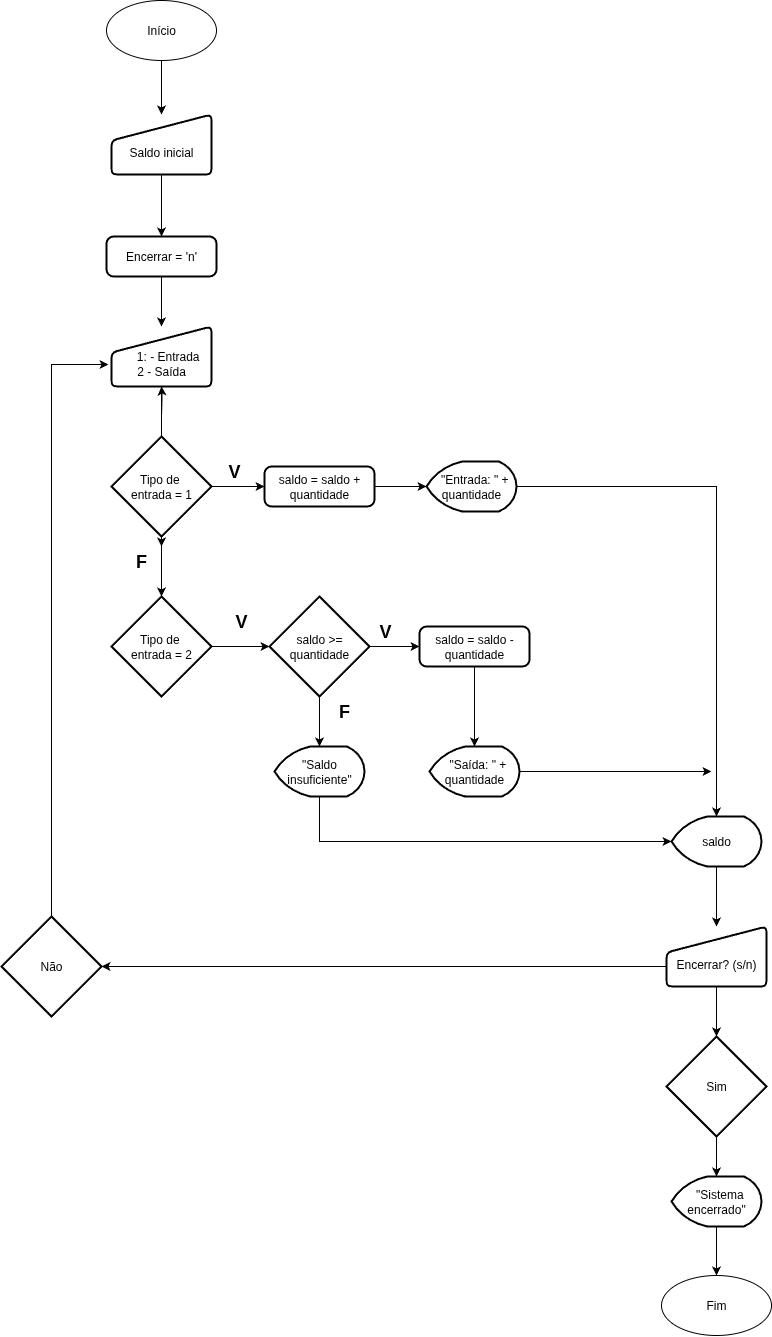 Início
Saldo inicial
Encerrar = 'n'
1: - Entrada
2 - Saída
Tipo de
entrada = 1
V
saldo = saldo +
quantidade
"Entrada: " +
quantidade
F
Tipo de
entrada = 2
V
saldo >=
quantidade
V
saldo = saldo -
quantidade
F
"Saldo
insuficiente"
"Saída: " +
quantidade
saldo
Encerrar? (s/n)
Não
Sim
"Sistema
encerrado"
Fim